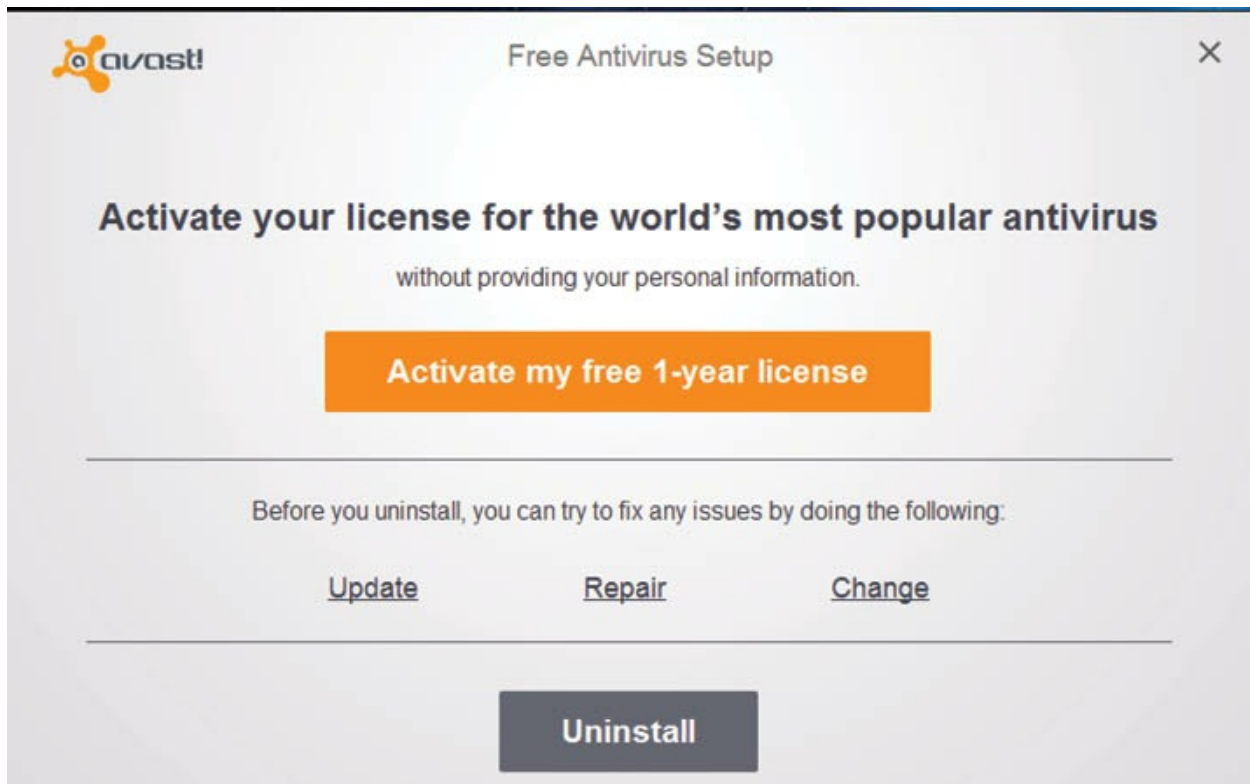 avast!
Free Antivirus Setup
Activate your license for the world's most popular antivirus
without providing your personal information.
Activate my free 1-year license
Before you uninstall, you can try to fix any issues by doing the following:
Update Repair Change
Uninstall